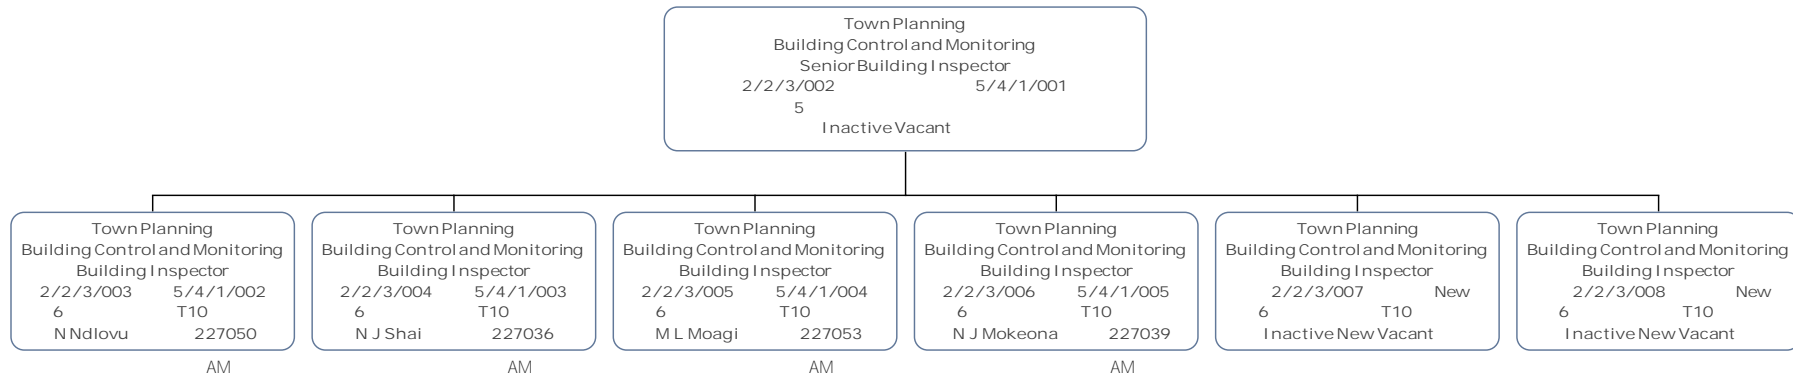 Town Planning
Building Control and Monitoring
Senior Building Inspector
2/2/3/002 5/4/1/001
5
Inactive Vacant
Town Planning
Building Control and Monitoring
Building Inspector
2/2/3/003 5/4/1/002
6 T10
N Ndlovu 227050
AM
Town Planning
Building Control and Monitoring
Building Inspector
2/2/3/004 5/4/1/003
6 T10
N J Shai 227036
AM
Town Planning
Building Control and Monitoring
Building Inspector
2/2/3/005 5/4/1/004
6 T10
M L Moagi 227053
AM
Town Planning
Building Control and Monitoring
Building Inspector
2/2/3/006 5/4/1/005
6 T10
N J Mokeona 227039
AM
Town Planning
Building Control and Monitoring
Building Inspector
2/2/3/007 New
6 T10
Inactive New Vacant
Town Planning
Building Control and Monitoring
Building Inspector
2/2/3/008 New
6 T10
Inactive New Vacant